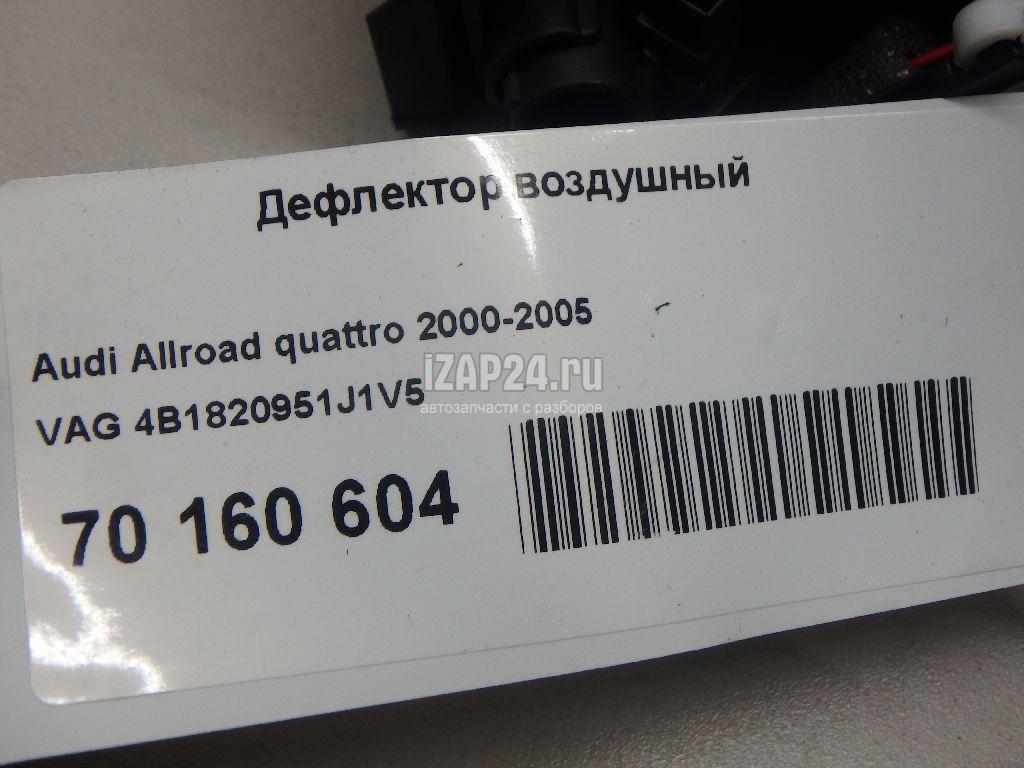 Дефлектор воздушный
Audi Allroad quattro 2000-2005
iZAP24.ru
VAG 4B1820951J1V5
автозапчасти с разборов
70 160 604